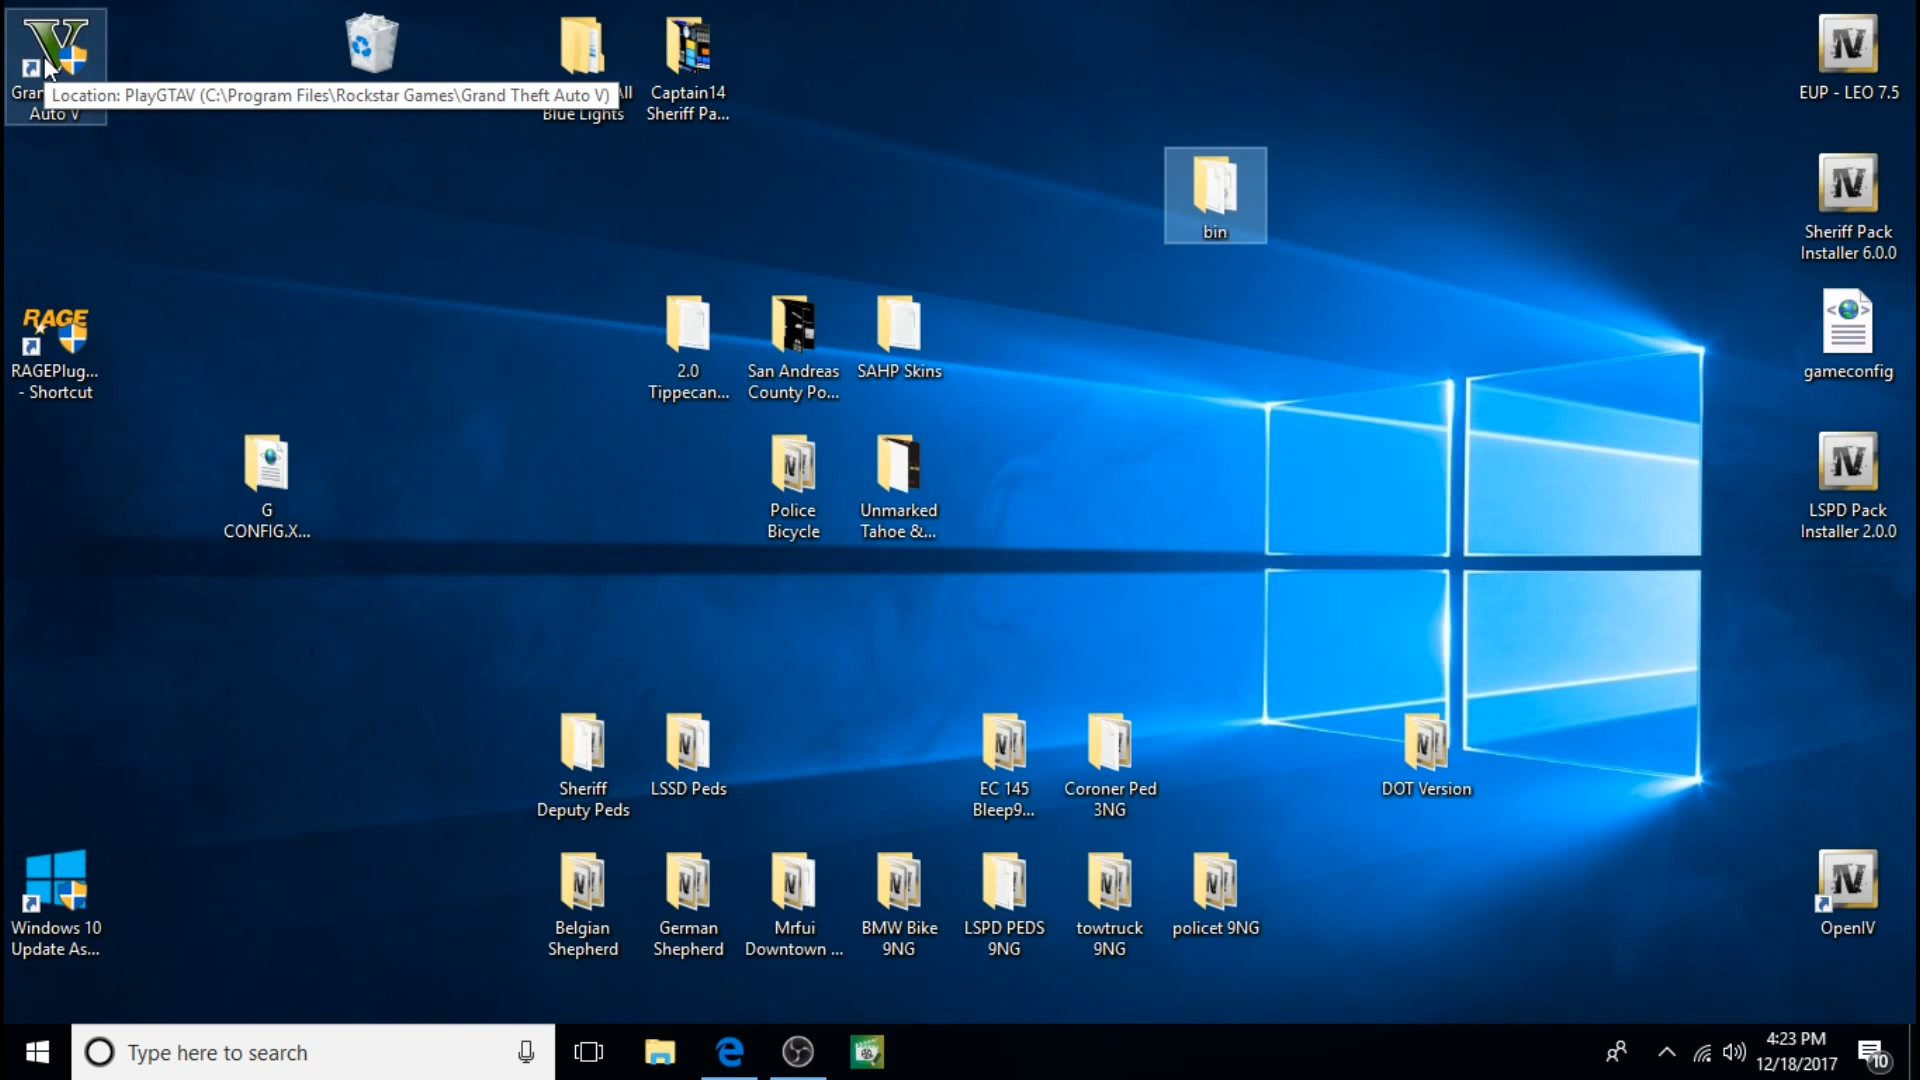 Gran
Auto V
Location: PlayGTAV (C:\Program Files\Rockstar Games\Grand Theft Auto V)
All
Blue Lights
Captain14
Sheriff Pa...
EUP - LEO 7.5
bin
Sheriff Pack
Installer 6.0.0
RAGE
RAGEPlug...
- Shortcut
2.0
Tippecan...
San Andreas
County Po...
SAHP Skins
gameconfig
G
CONFIG.X...
Police
Bicycle
Unmarked
Tahoe &...
LSPD Pack
Installer 2.0.0
Sheriff
Deputy Peds
LSSD Peds
EC 145
Bleep9...
Coroner Ped
3NG
DOT Version
Windows 10
Update As...
Belgian
Shepherd
German
Shepherd
Mrfui
Downtown ...
BMW Bike
9NG
LSPD PEDS
9NG
towtruck
9NG
policet 9NG
OpenIV
Type here to search
4:23 PM
12/18/2017
10